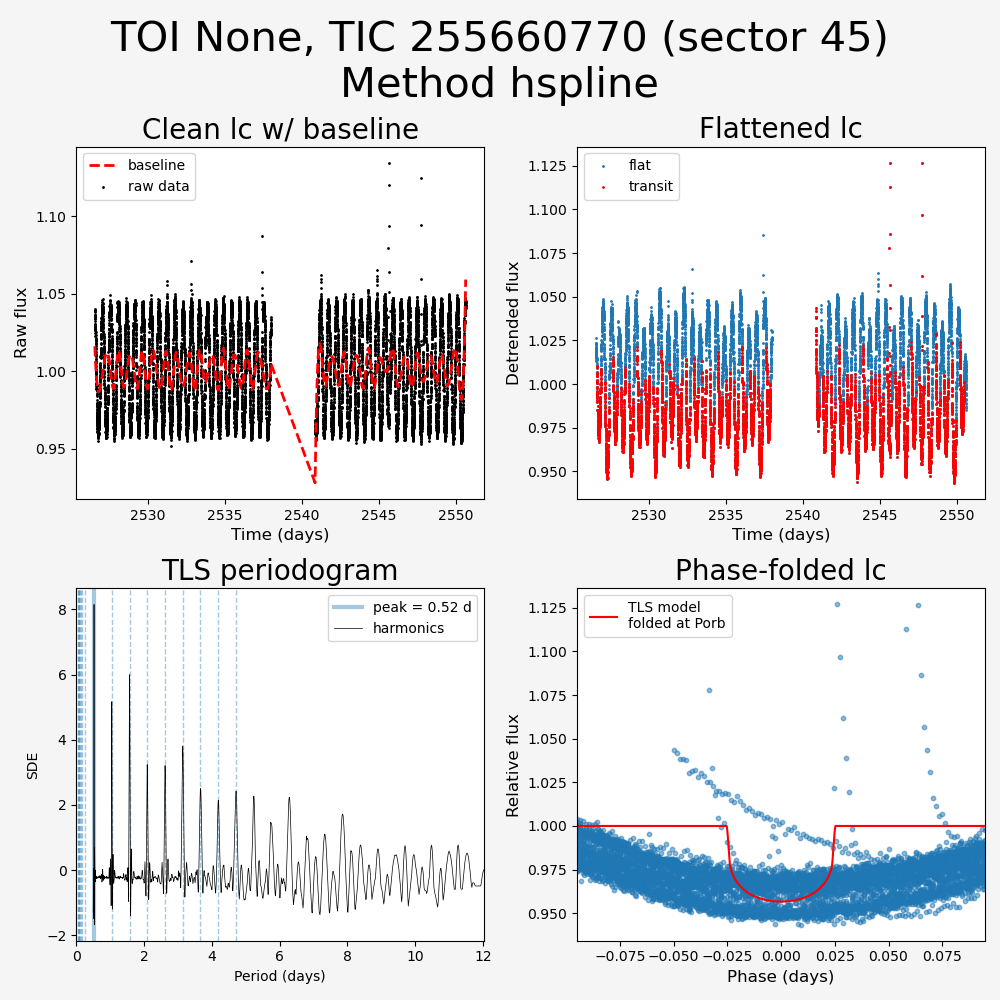 TOI None, TIC 255660770 (sector 45)
Method hspline
Clean lc w/ baseline
baseline
raw data
Raw flux
1.10
1.05
1.00
0.95
2530 2535 2540 2545 2550
Time (days)
Flattened lc
flat
transit
Detrended flux
1.125
1.100
1.075
1.050
1.025
1.000
0.975
0.950
2530 2535 2540 2545 2550
Time (days)
TLS periodogram
peak = 0.52 d
harmonics
SDE
8
6
4
2
0
−2
0 2 4 6 8 10 12
Period (days)
Phase-folded lc
TLS model
folded at Porb
Relative flux
1.125
1.100
1.075
1.050
1.025
1.000
0.975
0.950
−0.075 −0.050 −0.025 0.000 0.025 0.050 0.075
Phase (days)